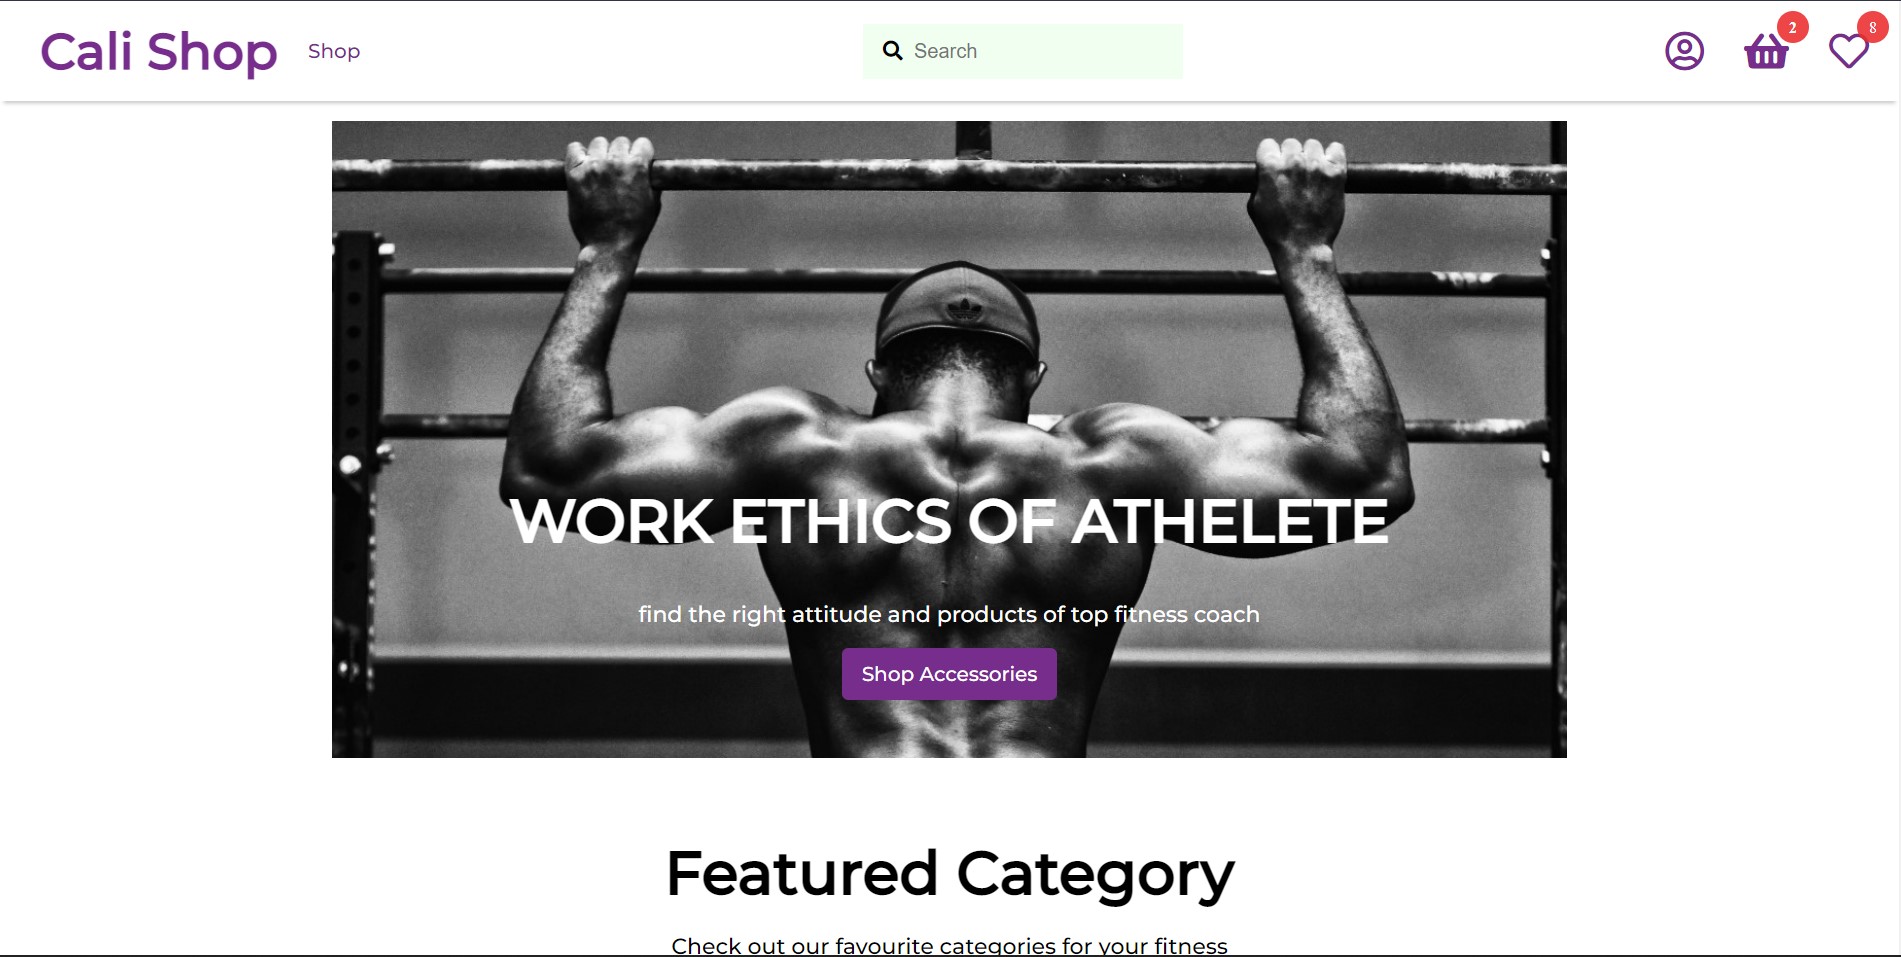 Cali Shop
Shop
Search
2
8
WORK ETHICS OF ATHELETE
find the right attitude and products of top fitness coach
Shop Accessories
Featured Category
Check out our favourite categories for your fitness